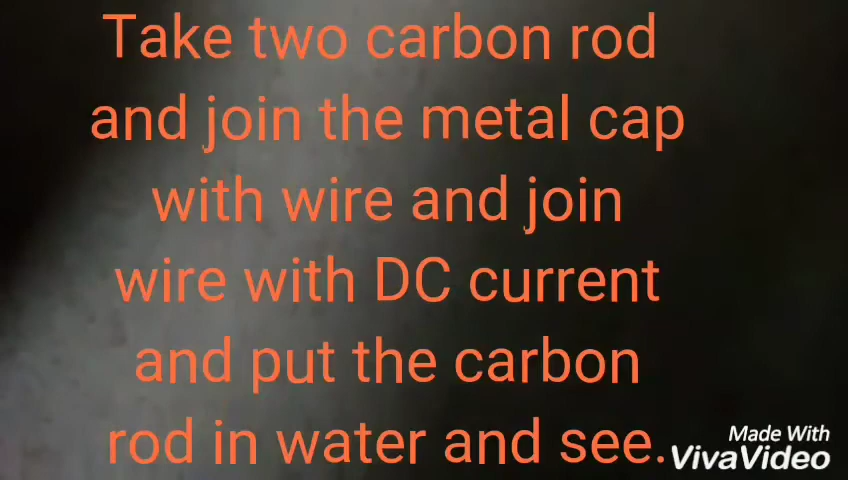 Take two carbon rod
and join the metal cap
with wire and join
wire with DC current
and put the carbon
rod in water and see.
Made With
VivaVideo